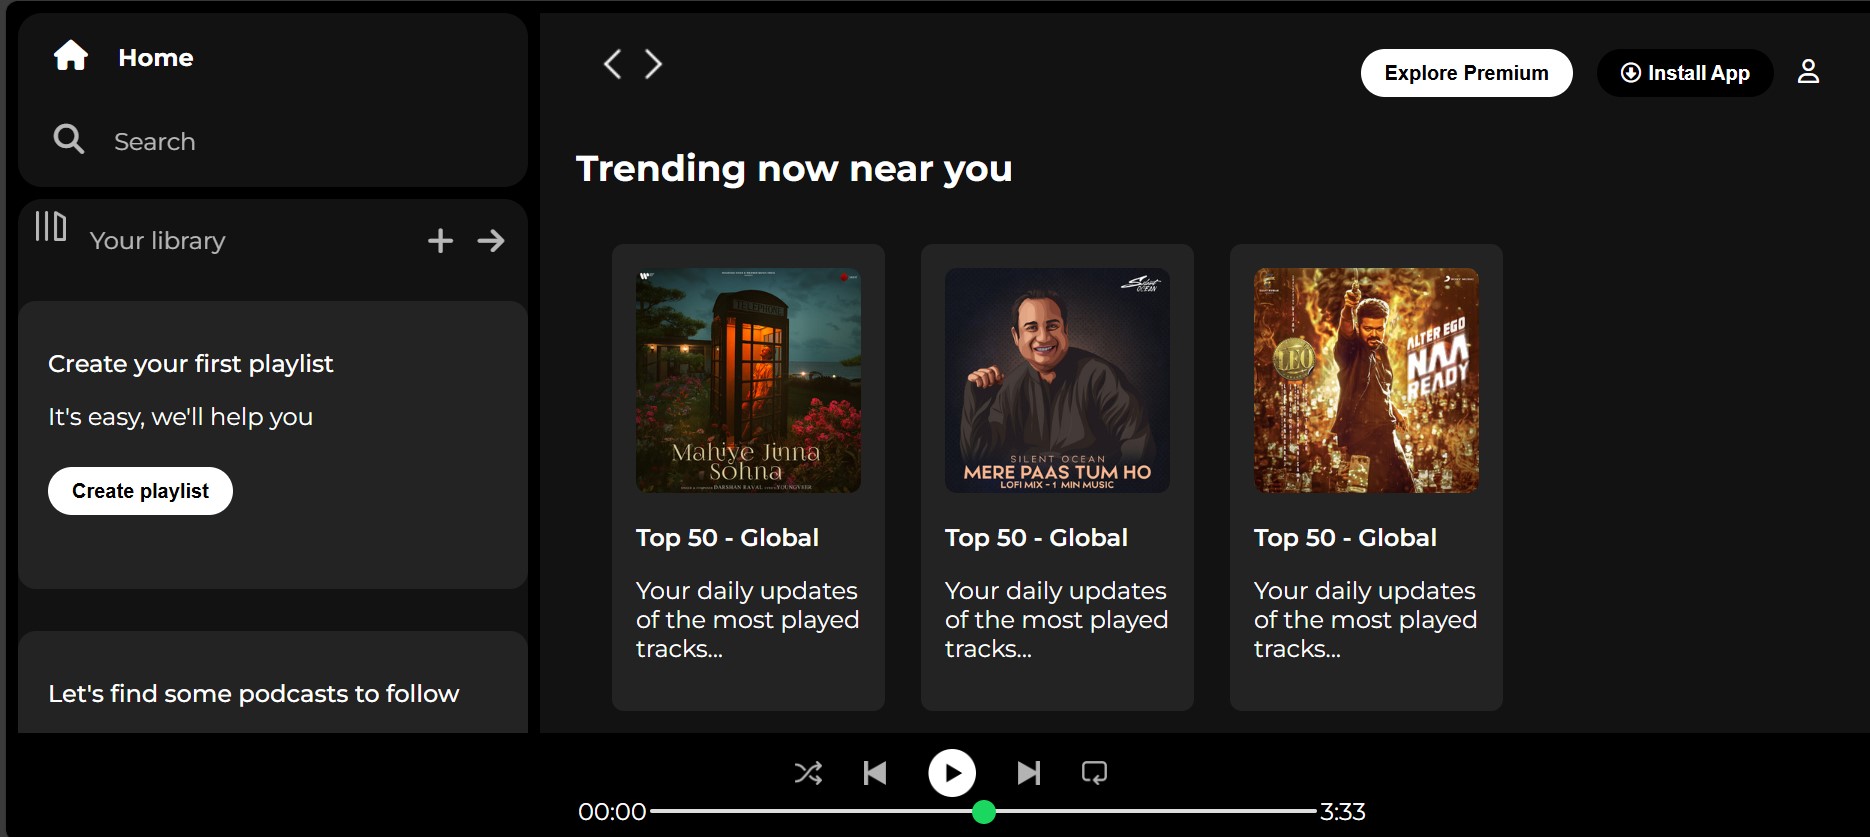 Home
Search
Your library
Create your first playlist
It's easy, we'll help you
Create playlist
Let's find some podcasts to follow
Explore Premium
Install App
Trending now near you
TELEPHONE
Mahiye Jinna
Sohna
DARSHAN RAVAL
YOUNGVEER
Top 50 - Global
Your daily updates
of the most played
tracks...
Silent
OCEAN
SILENT OCEAN
MERE PAAS TUM HO
LOFI MIX - 1 MIN MUSIC
Top 50 - Global
Your daily updates
of the most played
tracks...
LEO
ALTER EGO
NAA
READY
Top 50 - Global
Your daily updates
of the most played
tracks...
00:00
3:33